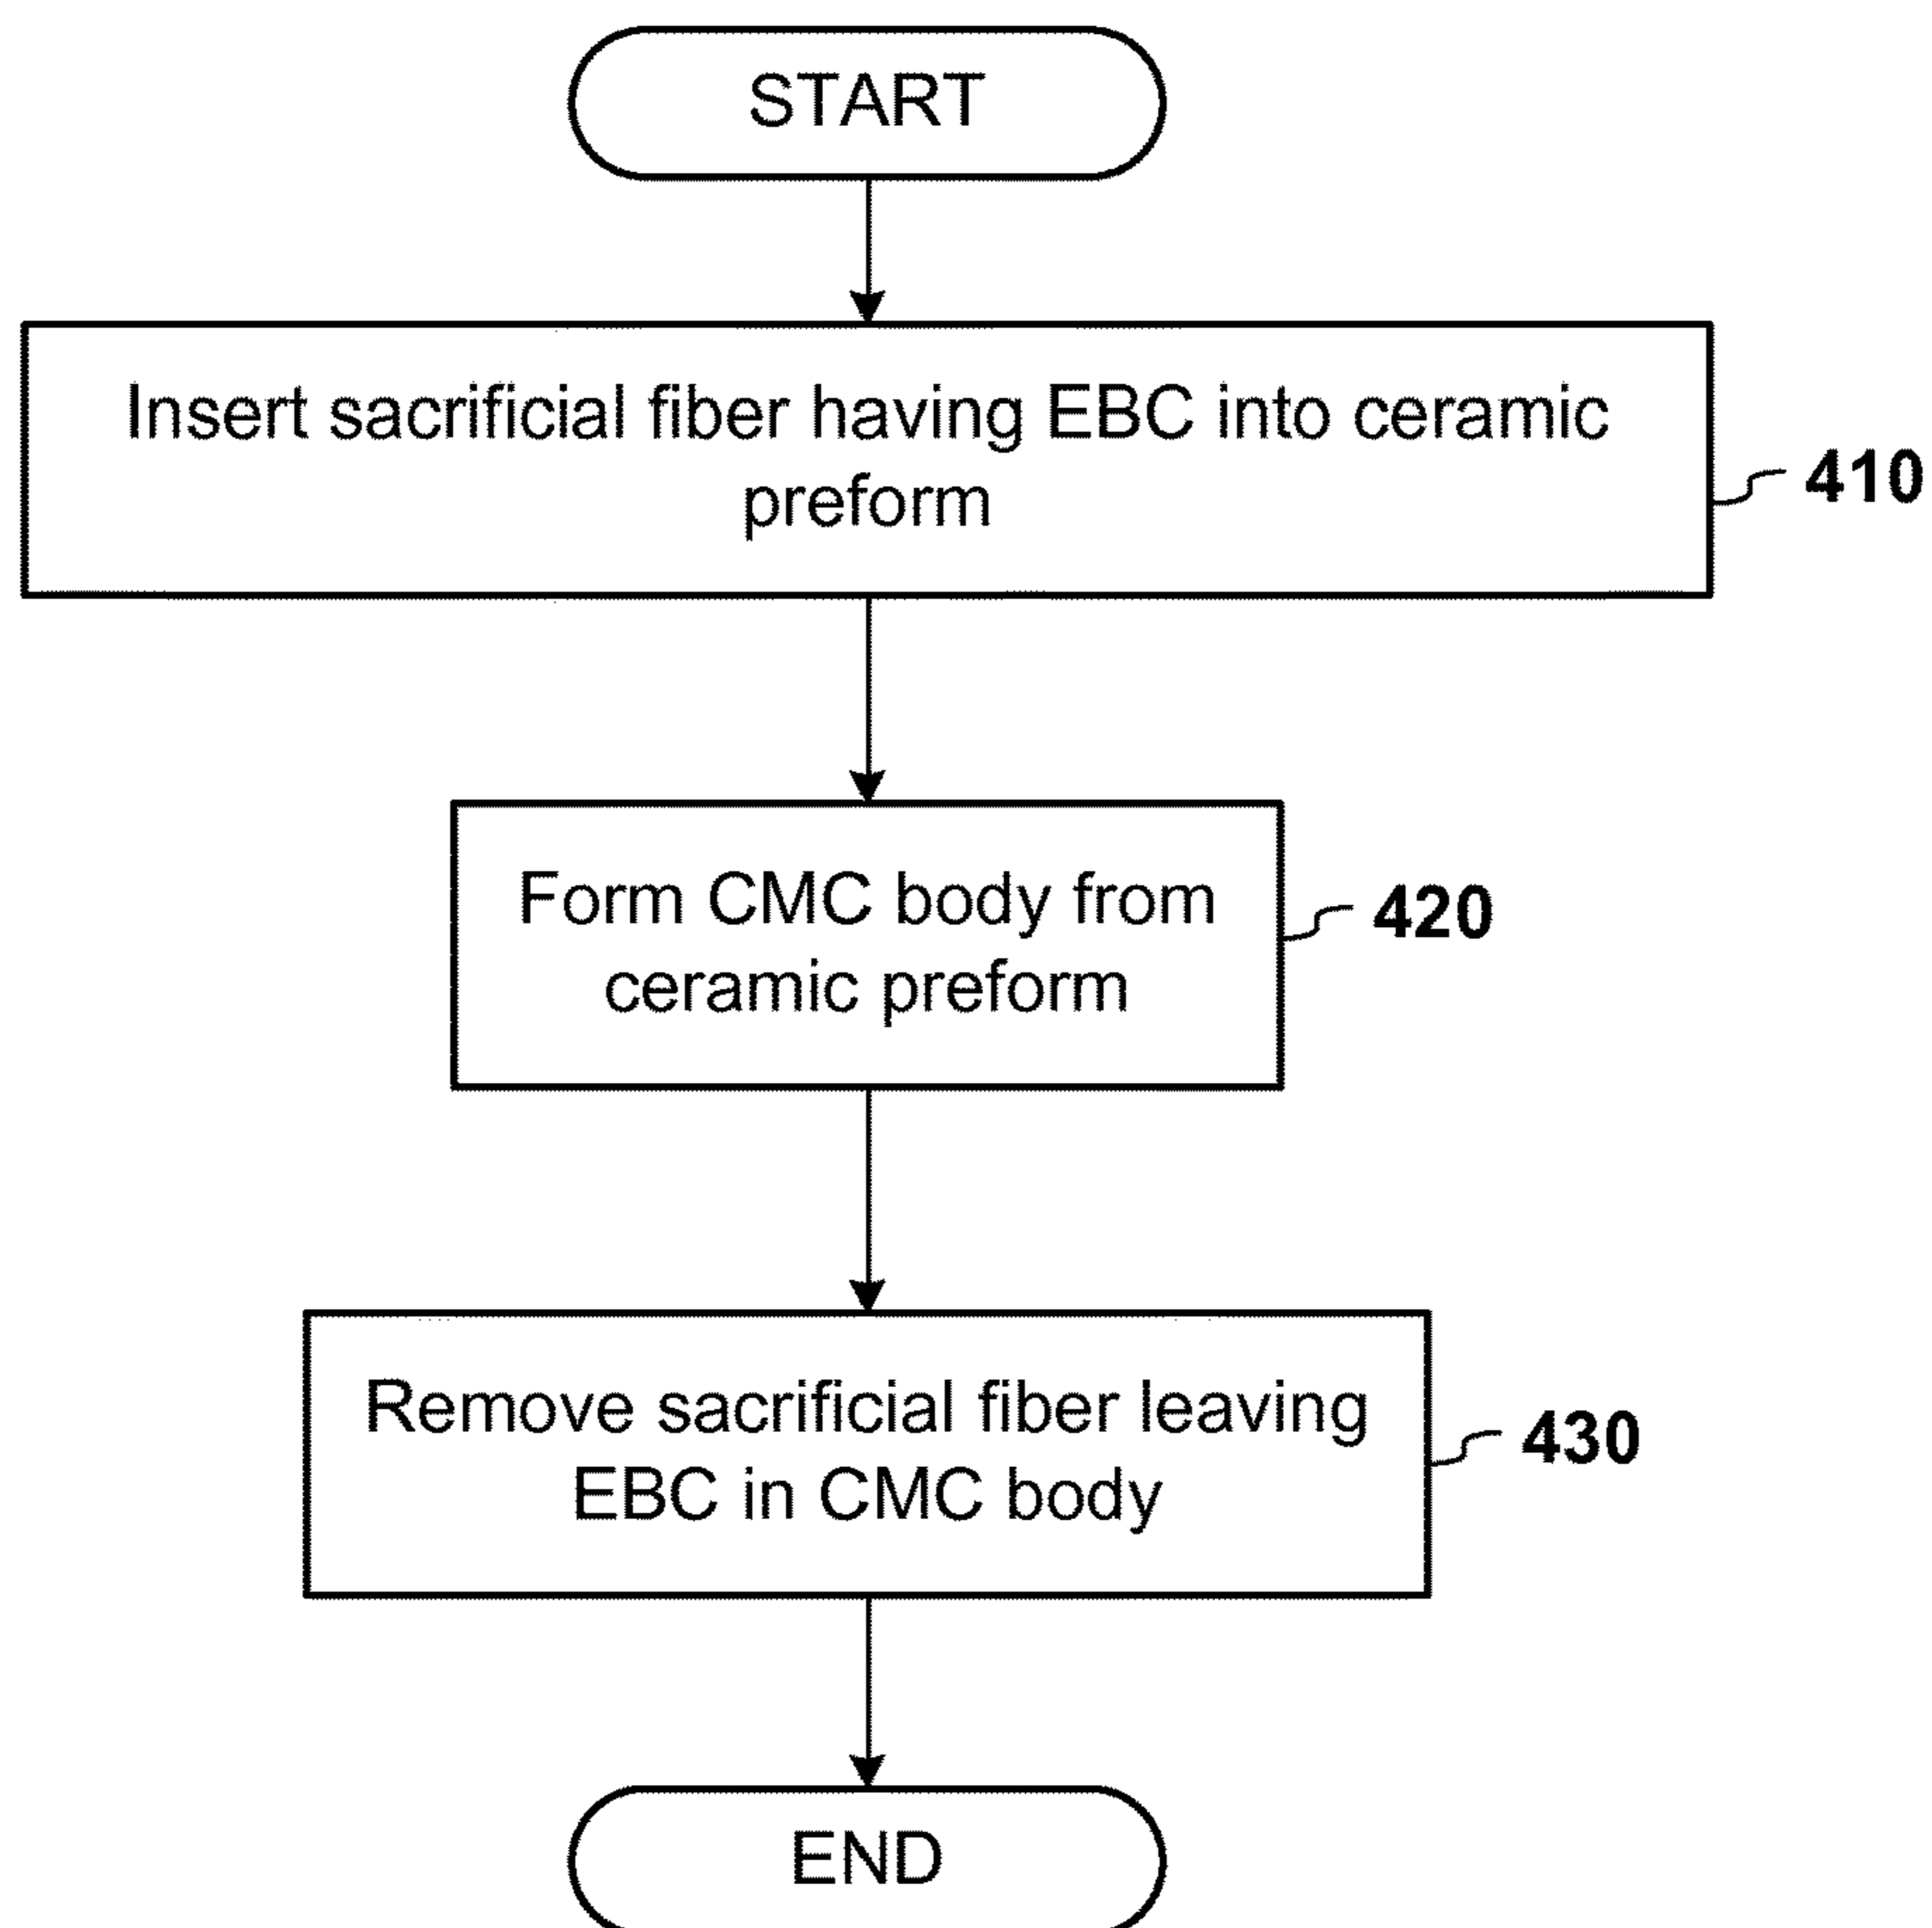 START
Insert sacrificial fiber having EBC into ceramic
preform
410
Form CMC body from
ceramic preform
420
Remove sacrificial fiber leaving
EBC in CMC body
430
END